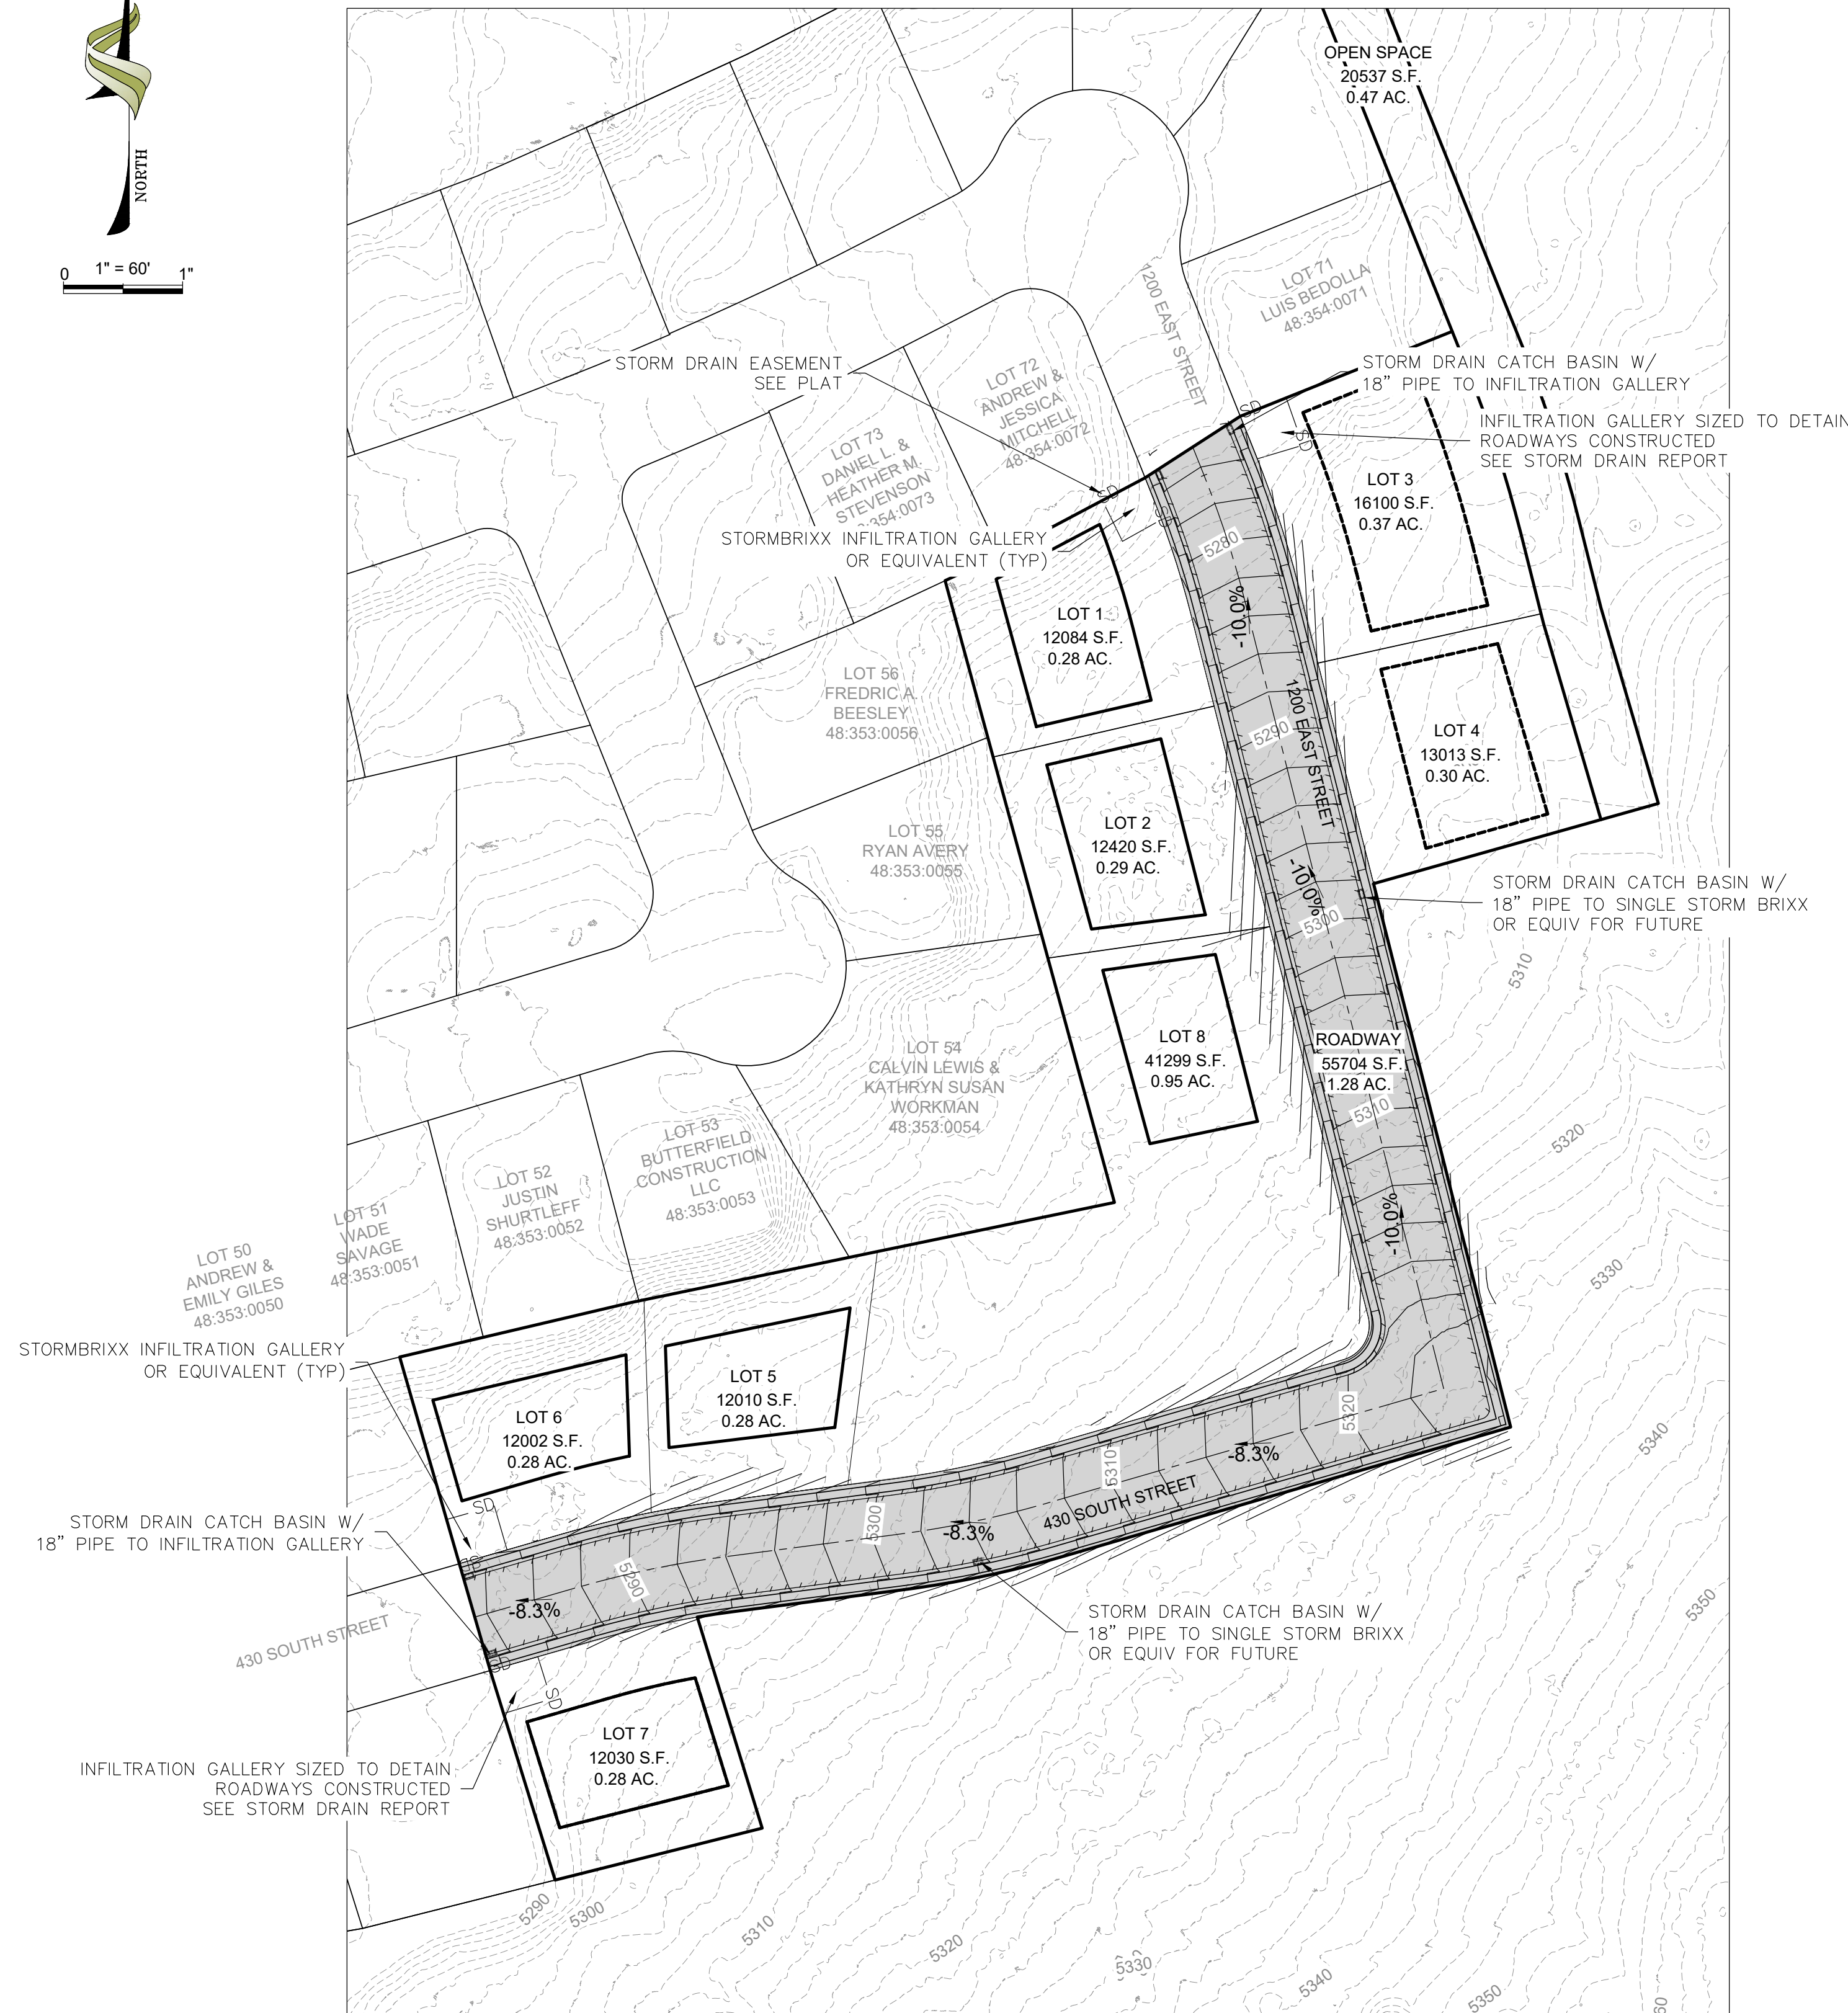 NORTH
0 1" = 60' 1"
OPEN SPACE
20537 S.F.
0.47 AC.
LOT 71
LUIS BEDOLLA
48:354:0071
1200 EAST STREET
STORM DRAIN EASEMENT
SEE PLAT
LOT 72
ANDREW &
JESSICA
MITCHELL
48:354:0072
STORM DRAIN CATCH BASIN W/
18” PIPE TO INFILTRATION GALLERY
INFILTRATION GALLERY SIZED TO DETAIN
ROADWAYS CONSTRUCTED
SEE STORM DRAIN REPORT
SD
SD
LOT 73
DANIEL L. &
HEATHER M.
STEVENSON
:354:0073
SD
SD
LOT 3
16100 S.F.
0.37 AC.
STORMBRIXX INFILTRATION GALLERY
OR EQUIVALENT (TYP)
5280
-10.0%
LOT 1
12084 S.F.
0.28 AC.
LOT 56
FREDRIC A.
BEESLEY
48:353:0056
5290
1200 EAST STREET
LOT 4
13013 S.F.
0.30 AC.
LOT 55
RYAN AVERY
48:353:0055
LOT 2
12420 S.F.
0.29 AC.
-10.0%
5300
STORM DRAIN CATCH BASIN W/
18” PIPE TO SINGLE STORM BRIXX
OR EQUIV FOR FUTURE
5310
LOT 54
CALVIN LEWIS &
KATHRYN SUSAN
WORKMAN
48:353:0054
LOT 8
41299 S.F.
0.95 AC.
ROADWAY
55704 S.F.
1.28 AC.
5310
5320
LOT 53
BUTTERFIELD
CONSTRUCTION
LLC
48:353:0053
LOT 52
JUSTIN
SHURTLEFF
48:353:0052
LOT 51
WADE
SAVAGE
48:353:0051
LOT 50
ANDREW &
EMILY GILES
48:353:0050
-10.0%
5330
STORMBRIXX INFILTRATION GALLERY
OR EQUIVALENT (TYP)
LOT 5
12010 S.F.
0.28 AC.
LOT 6
12002 S.F.
0.28 AC.
5320
5340
-8.3%
5310
430 SOUTH STREET
SD
STORM DRAIN CATCH BASIN W/
18” PIPE TO INFILTRATION GALLERY
5300
-8.3%
SD
5290
-8.3%
430 SOUTH STREET
STORM DRAIN CATCH BASIN W/
18” PIPE TO SINGLE STORM BRIXX
OR EQUIV FOR FUTURE
5350
SD
SD
LOT 7
12030 S.F.
0.28 AC.
INFILTRATION GALLERY SIZED TO DETAIN
ROADWAYS CONSTRUCTED
SEE STORM DRAIN REPORT
5290
5300
5310
5320
5330
5340
5350
60